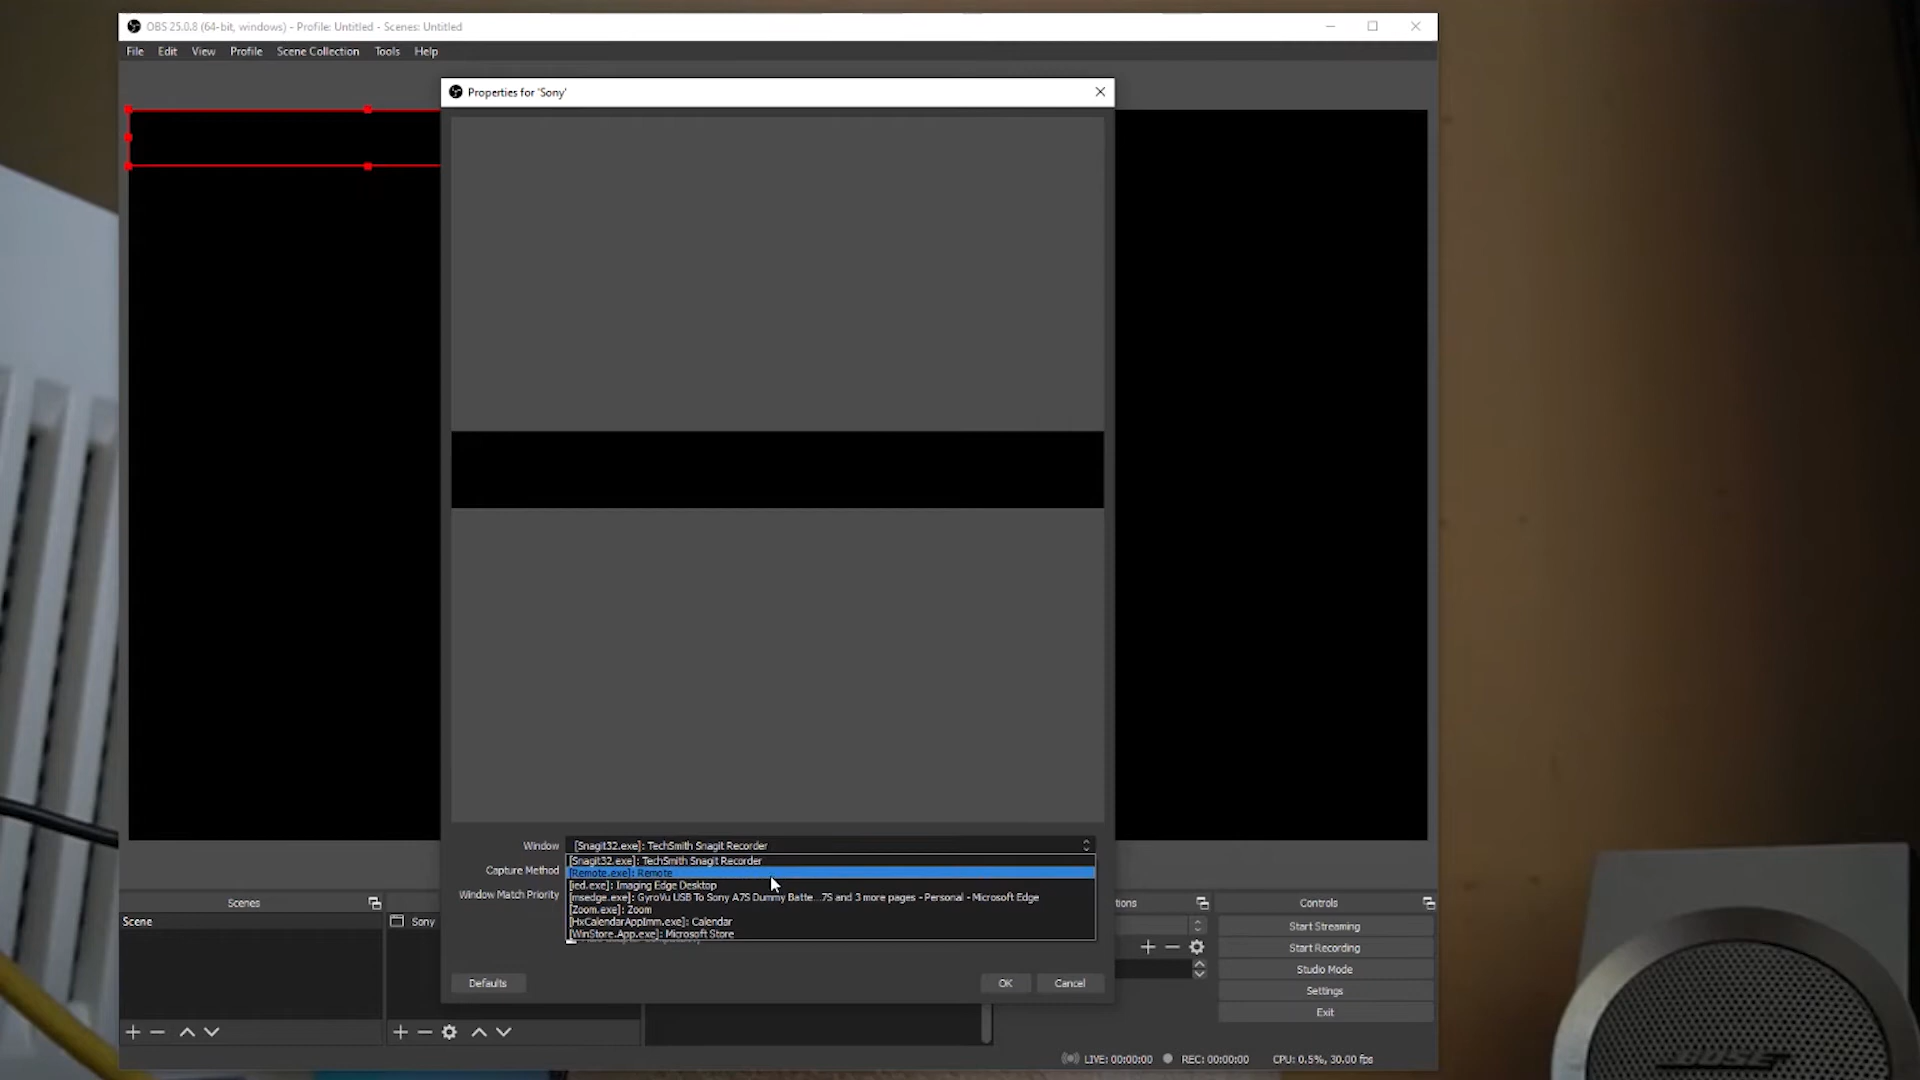 OBS 25.0.8 (64-bit, windows) - Profile: Untitled - Scenes: Untitled
File Edit View Profile Scene Collection Tools Help
Properties for 'Sony'
Window [Snagit32.exe]: TechSmith Snagit Recorder
[Snagit32.exe]: TechSmith Snagit Recorder
Capture Method [Remote.exe]: Remote
[ied.exe]: Imaging Edge Desktop
Window Match Priority [msedge.exe]: GyroVu USB To Sony A7S Dummy Batte...7S and 3 more pages - Personal - Microsoft Edge
[Zoom.exe]: Zoom
[HxCalendarAppImm.exe]: Calendar
[WinStore.App.exe]: Microsoft Store
Defaults OK Cancel
Scenes
Scene
Sony
tions
Controls
Start Streaming
Start Recording
Studio Mode
Settings
Exit
LIVE: 00:00:00 REC: 00:00:00 CPU: 0.5%, 30.00 fps
BOSE